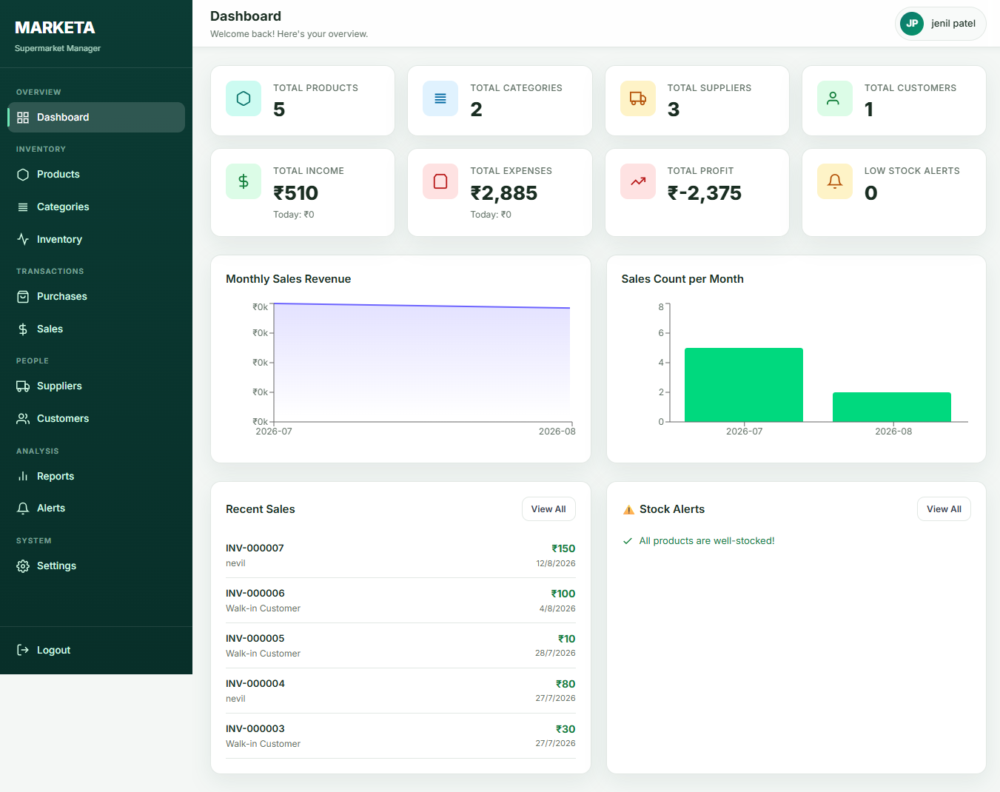 MARKETA
Supermarket Manager
OVERVIEW
Dashboard
INVENTORY
Products
Categories
Inventory
TRANSACTIONS
Purchases
Sales
PEOPLE
Suppliers
Customers
ANALYSIS
Reports
Alerts
SYSTEM
Settings
Logout
Dashboard
Welcome back! Here's your overview.
JP jenil patel
TOTAL PRODUCTS
5
TOTAL CATEGORIES
2
TOTAL SUPPLIERS
3
TOTAL CUSTOMERS
1
TOTAL INCOME
₹510
Today: ₹0
TOTAL EXPENSES
₹2,885
Today: ₹0
TOTAL PROFIT
₹-2,375
LOW STOCK ALERTS
0
Monthly Sales Revenue
₹0k
₹0k
₹0k
₹0k
₹0k
2026-07 2026-08
Sales Count per Month
8
6
4
2
0
2026-07 2026-08
Recent Sales View All
INV-000007 ₹150
nevil 12/8/2026
INV-000006 ₹100
Walk-in Customer 4/8/2026
INV-000005 ₹10
Walk-in Customer 28/7/2026
INV-000004 ₹80
nevil 27/7/2026
INV-000003 ₹30
Walk-in Customer 27/7/2026
Stock Alerts View All
All products are well-stocked!